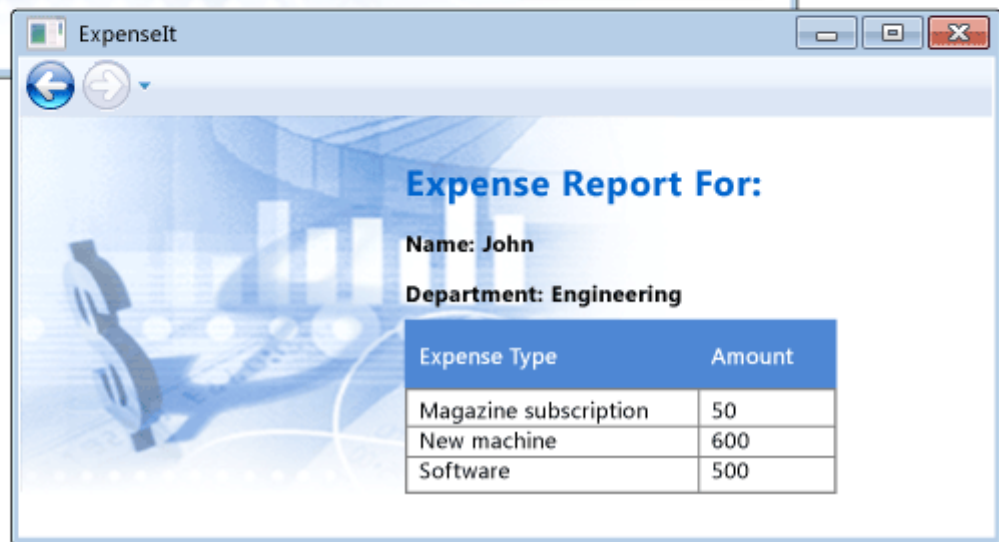 ExpenseIt
Expense Report For:
Name: John
Department: Engineering
Expense Type Amount
Magazine subscription 50
New machine 600
Software 500